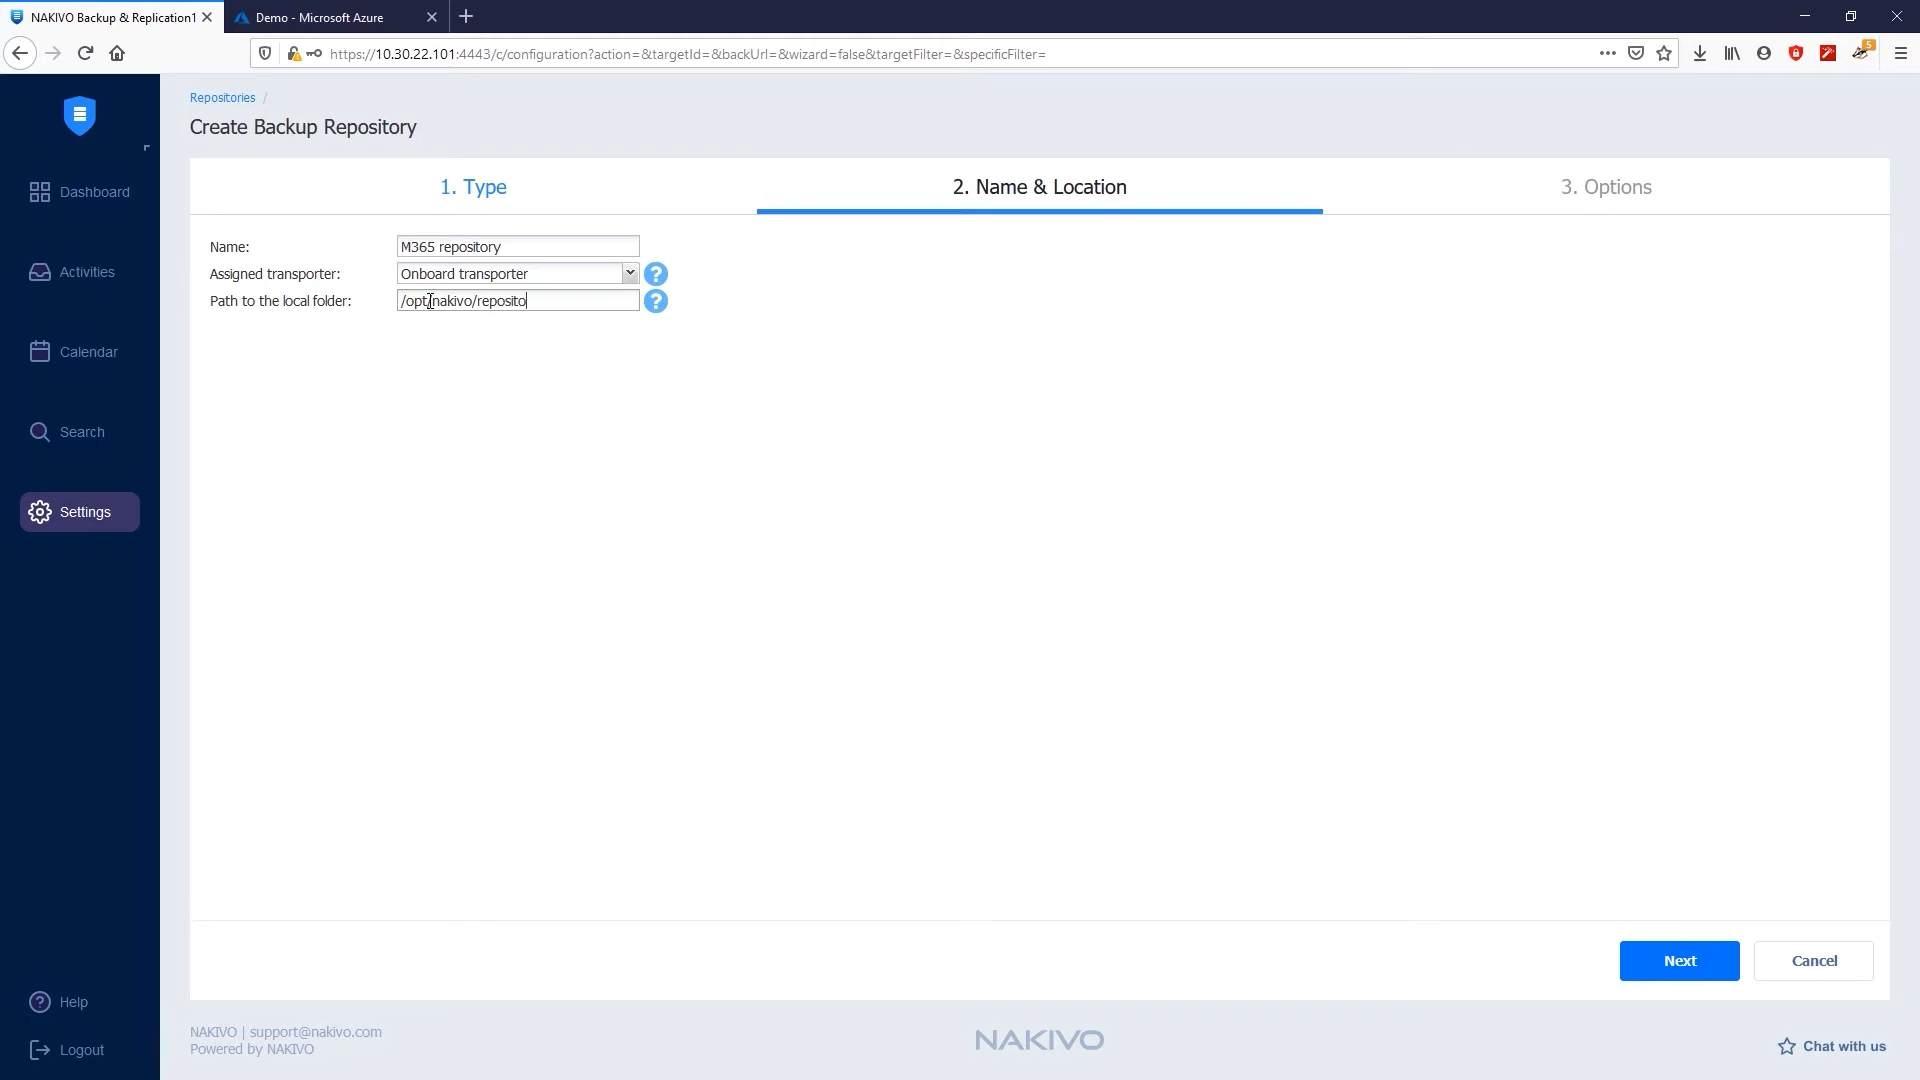 NAKIVO Backup & Replication1
Demo - Microsoft Azure
https://10.30.22.101:4443/c/configuration?action=&targetId=&backUrl=&wizard=false&targetFilter=&specificFilter=
5
Repositories /
Create Backup Repository
Dashboard
Activities
Calendar
Search
Settings
Help
Logout
1. Type
2. Name & Location
3. Options
Name:
M365 repository
Assigned transporter:
Onboard transporter
?
Path to the local folder:
/opt/nakivo/reposito
?
Next
Cancel
NAKIVO | support@nakivo.com
Powered by NAKIVO
NAKIVO
Chat with us